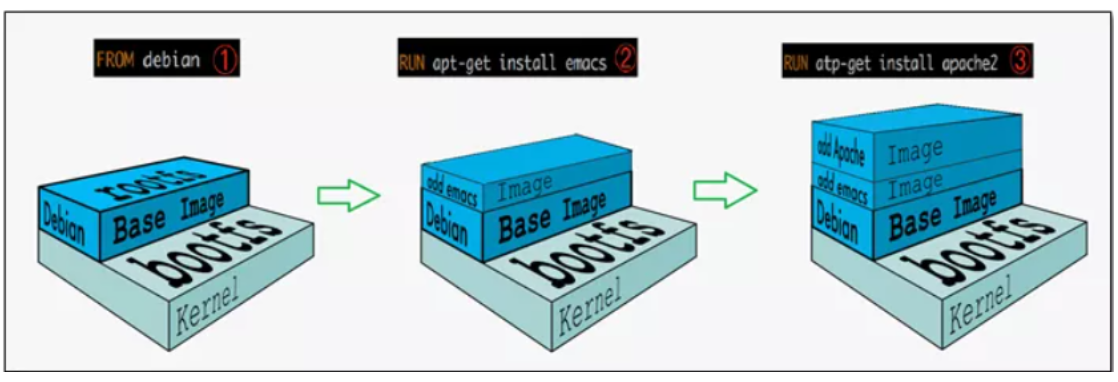 FROM debian ①
RUN apt-get install emacs ②
RUN atp-get install apache2 ③
rootfs
Debian
Base Image
bootfs
Kernel
add emacs
Image
Debian
Base Image
bootfs
Kernel
add Apache
Image
add emacs
Image
Debian
Base Image
bootfs
Kernel